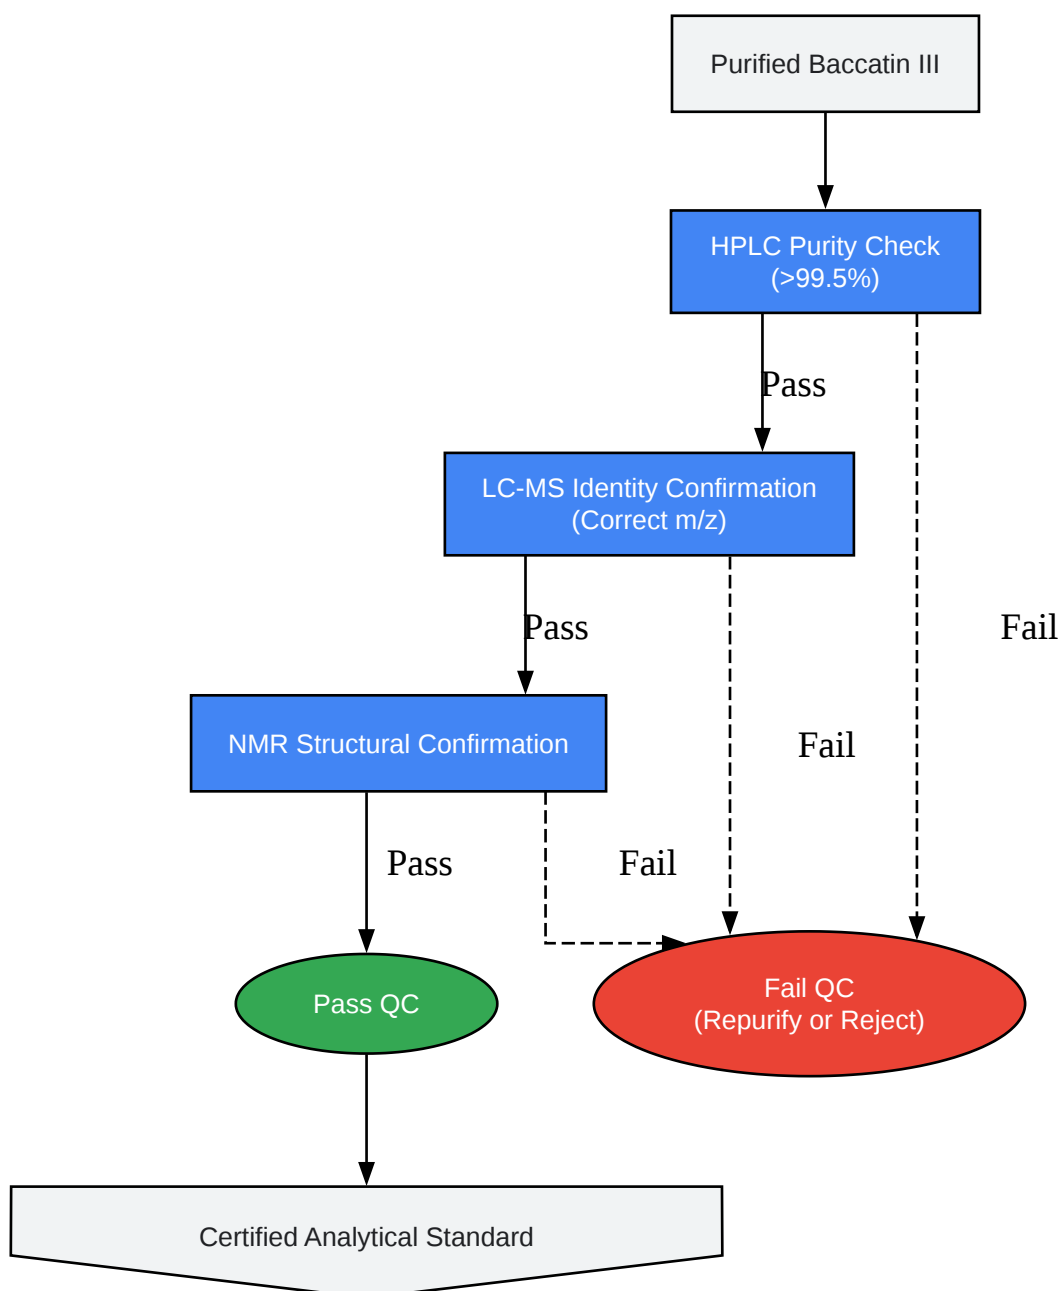 Purified Baccatin III
HPLC Purity Check
(>99.5%)
Pass
LC-MS Identity Confirmation
(Correct m/z)
Pass
Fail
NMR Structural Confirmation
Fail
Pass
Fail
Pass QC
Fail QC
(Repurify or Reject)
Certified Analytical Standard